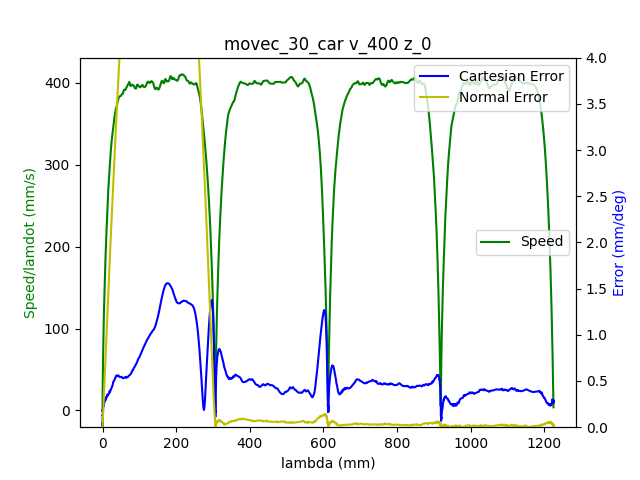 movec_30_car v_400 z_0
Speed/lamdot (mm/s)
400
300
200
100
0
Cartesian Error
Normal Error
Speed
4.0
3.5
3.0
2.5
2.0
1.5
1.0
0.5
0.0
Error (mm/deg)
0 200 400 600 800 1000 1200
lambda (mm)